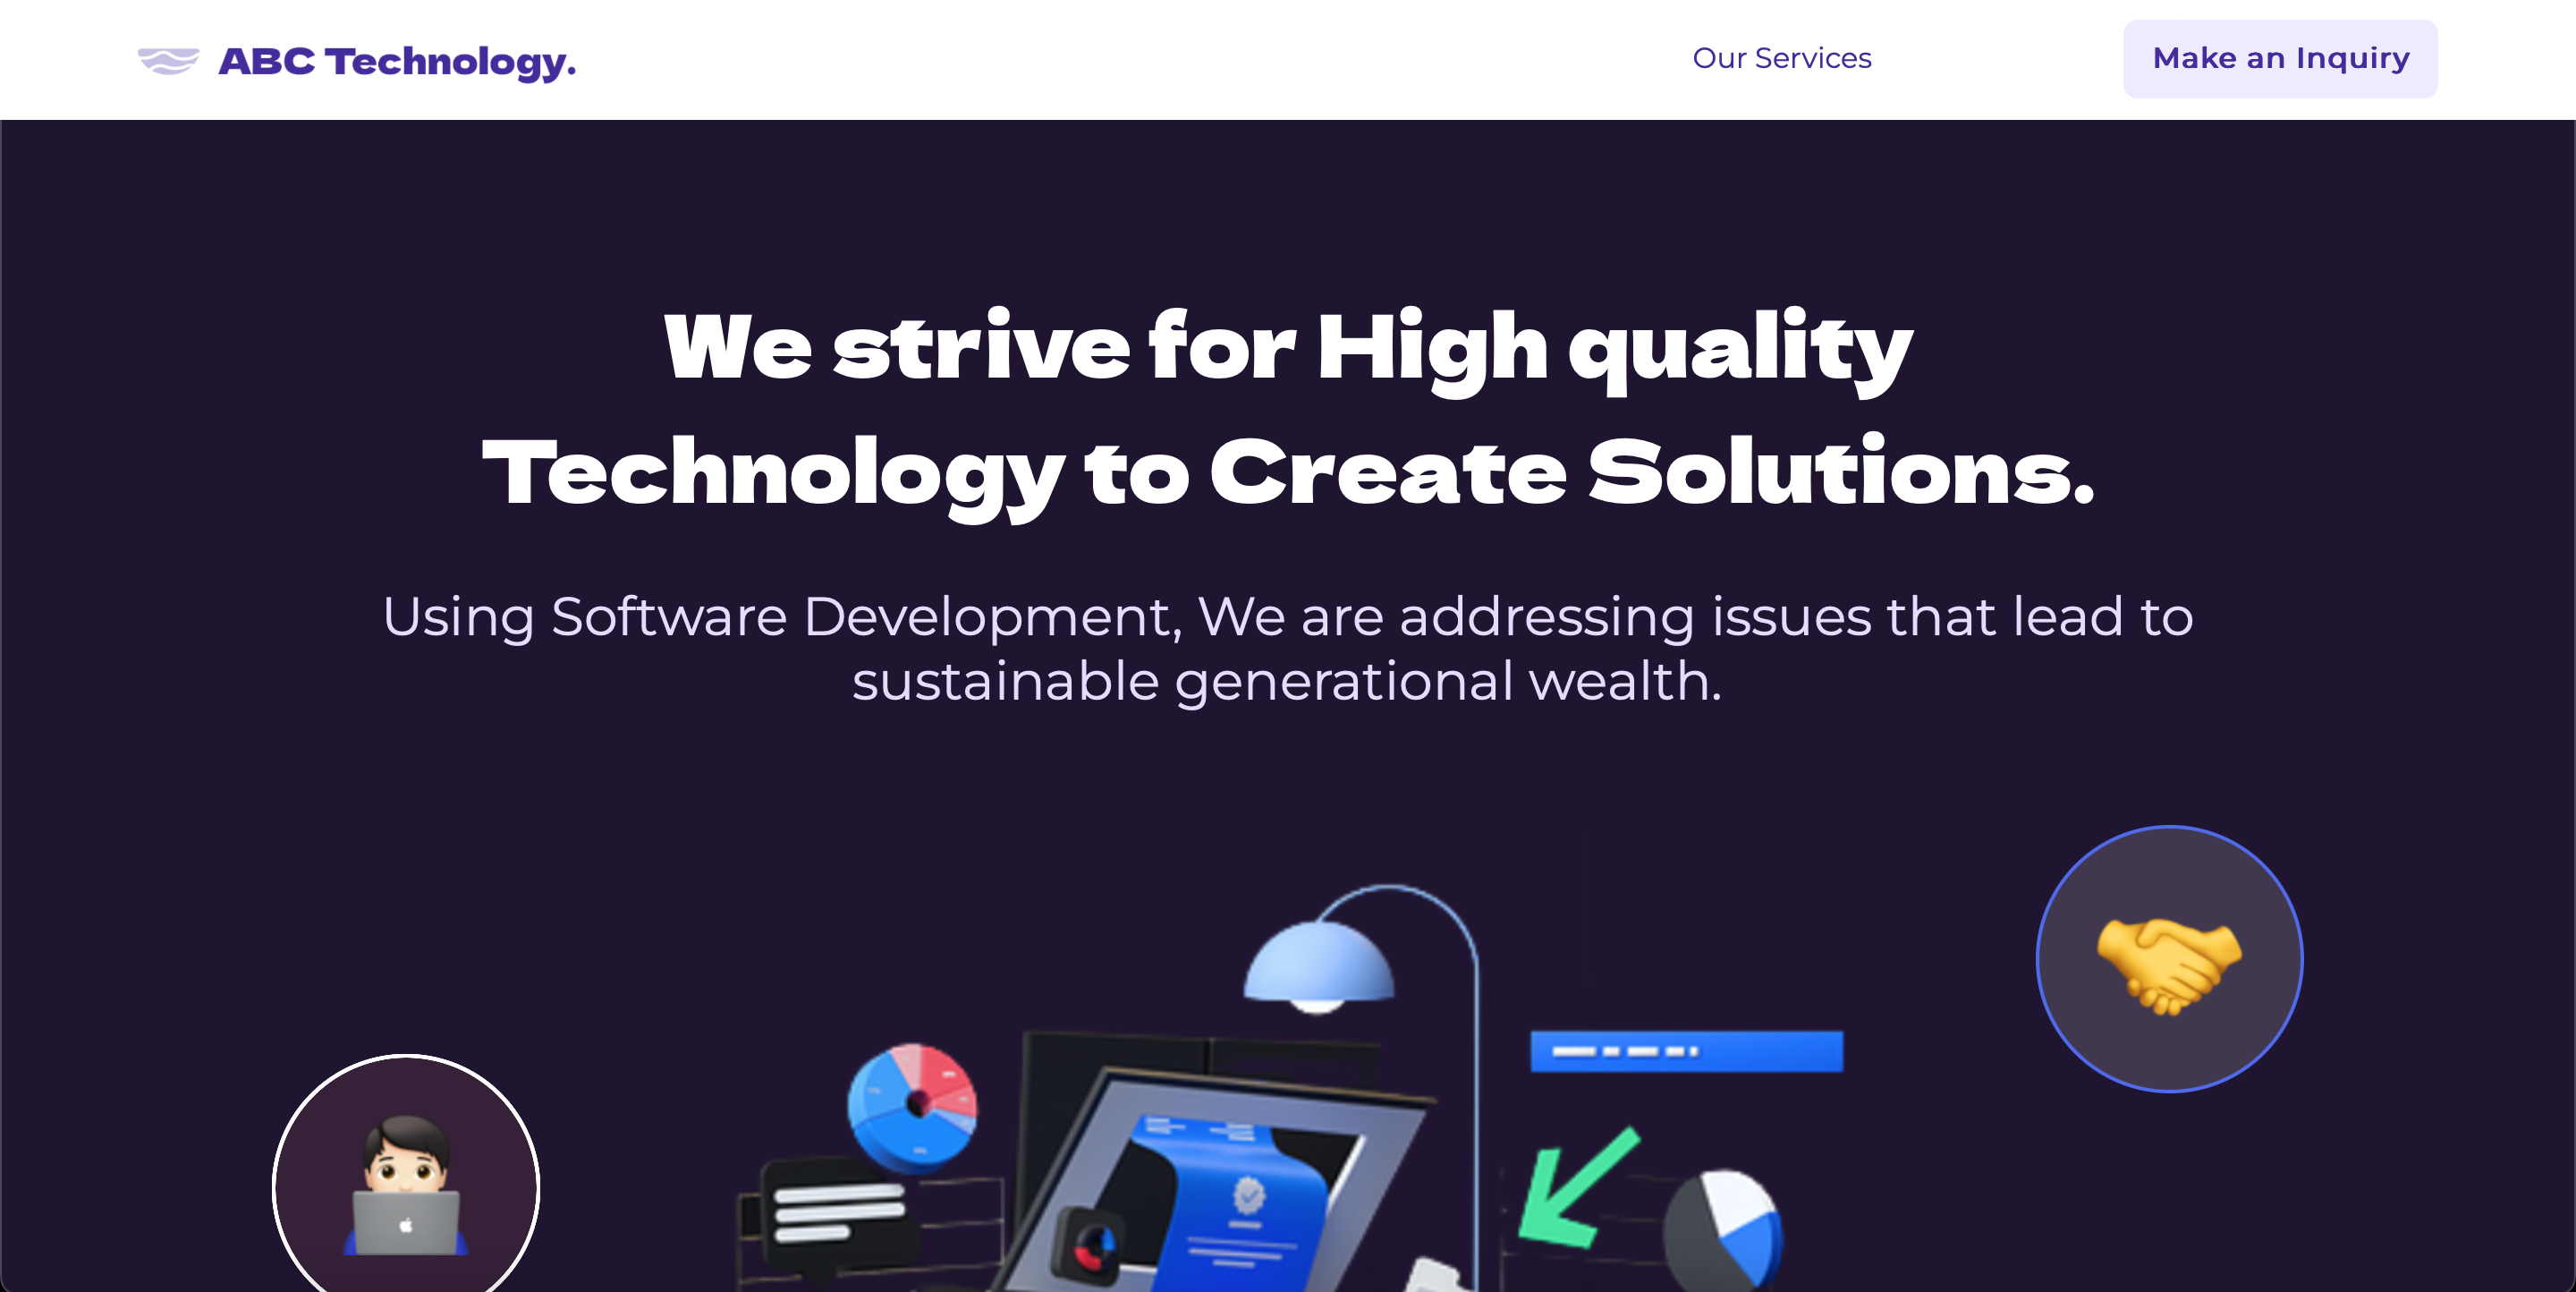 ABC Technology.
Our Services
Make an Inquiry
We strive for High quality
Technology to Create Solutions.
Using Software Development, We are addressing issues that lead to
sustainable generational wealth.